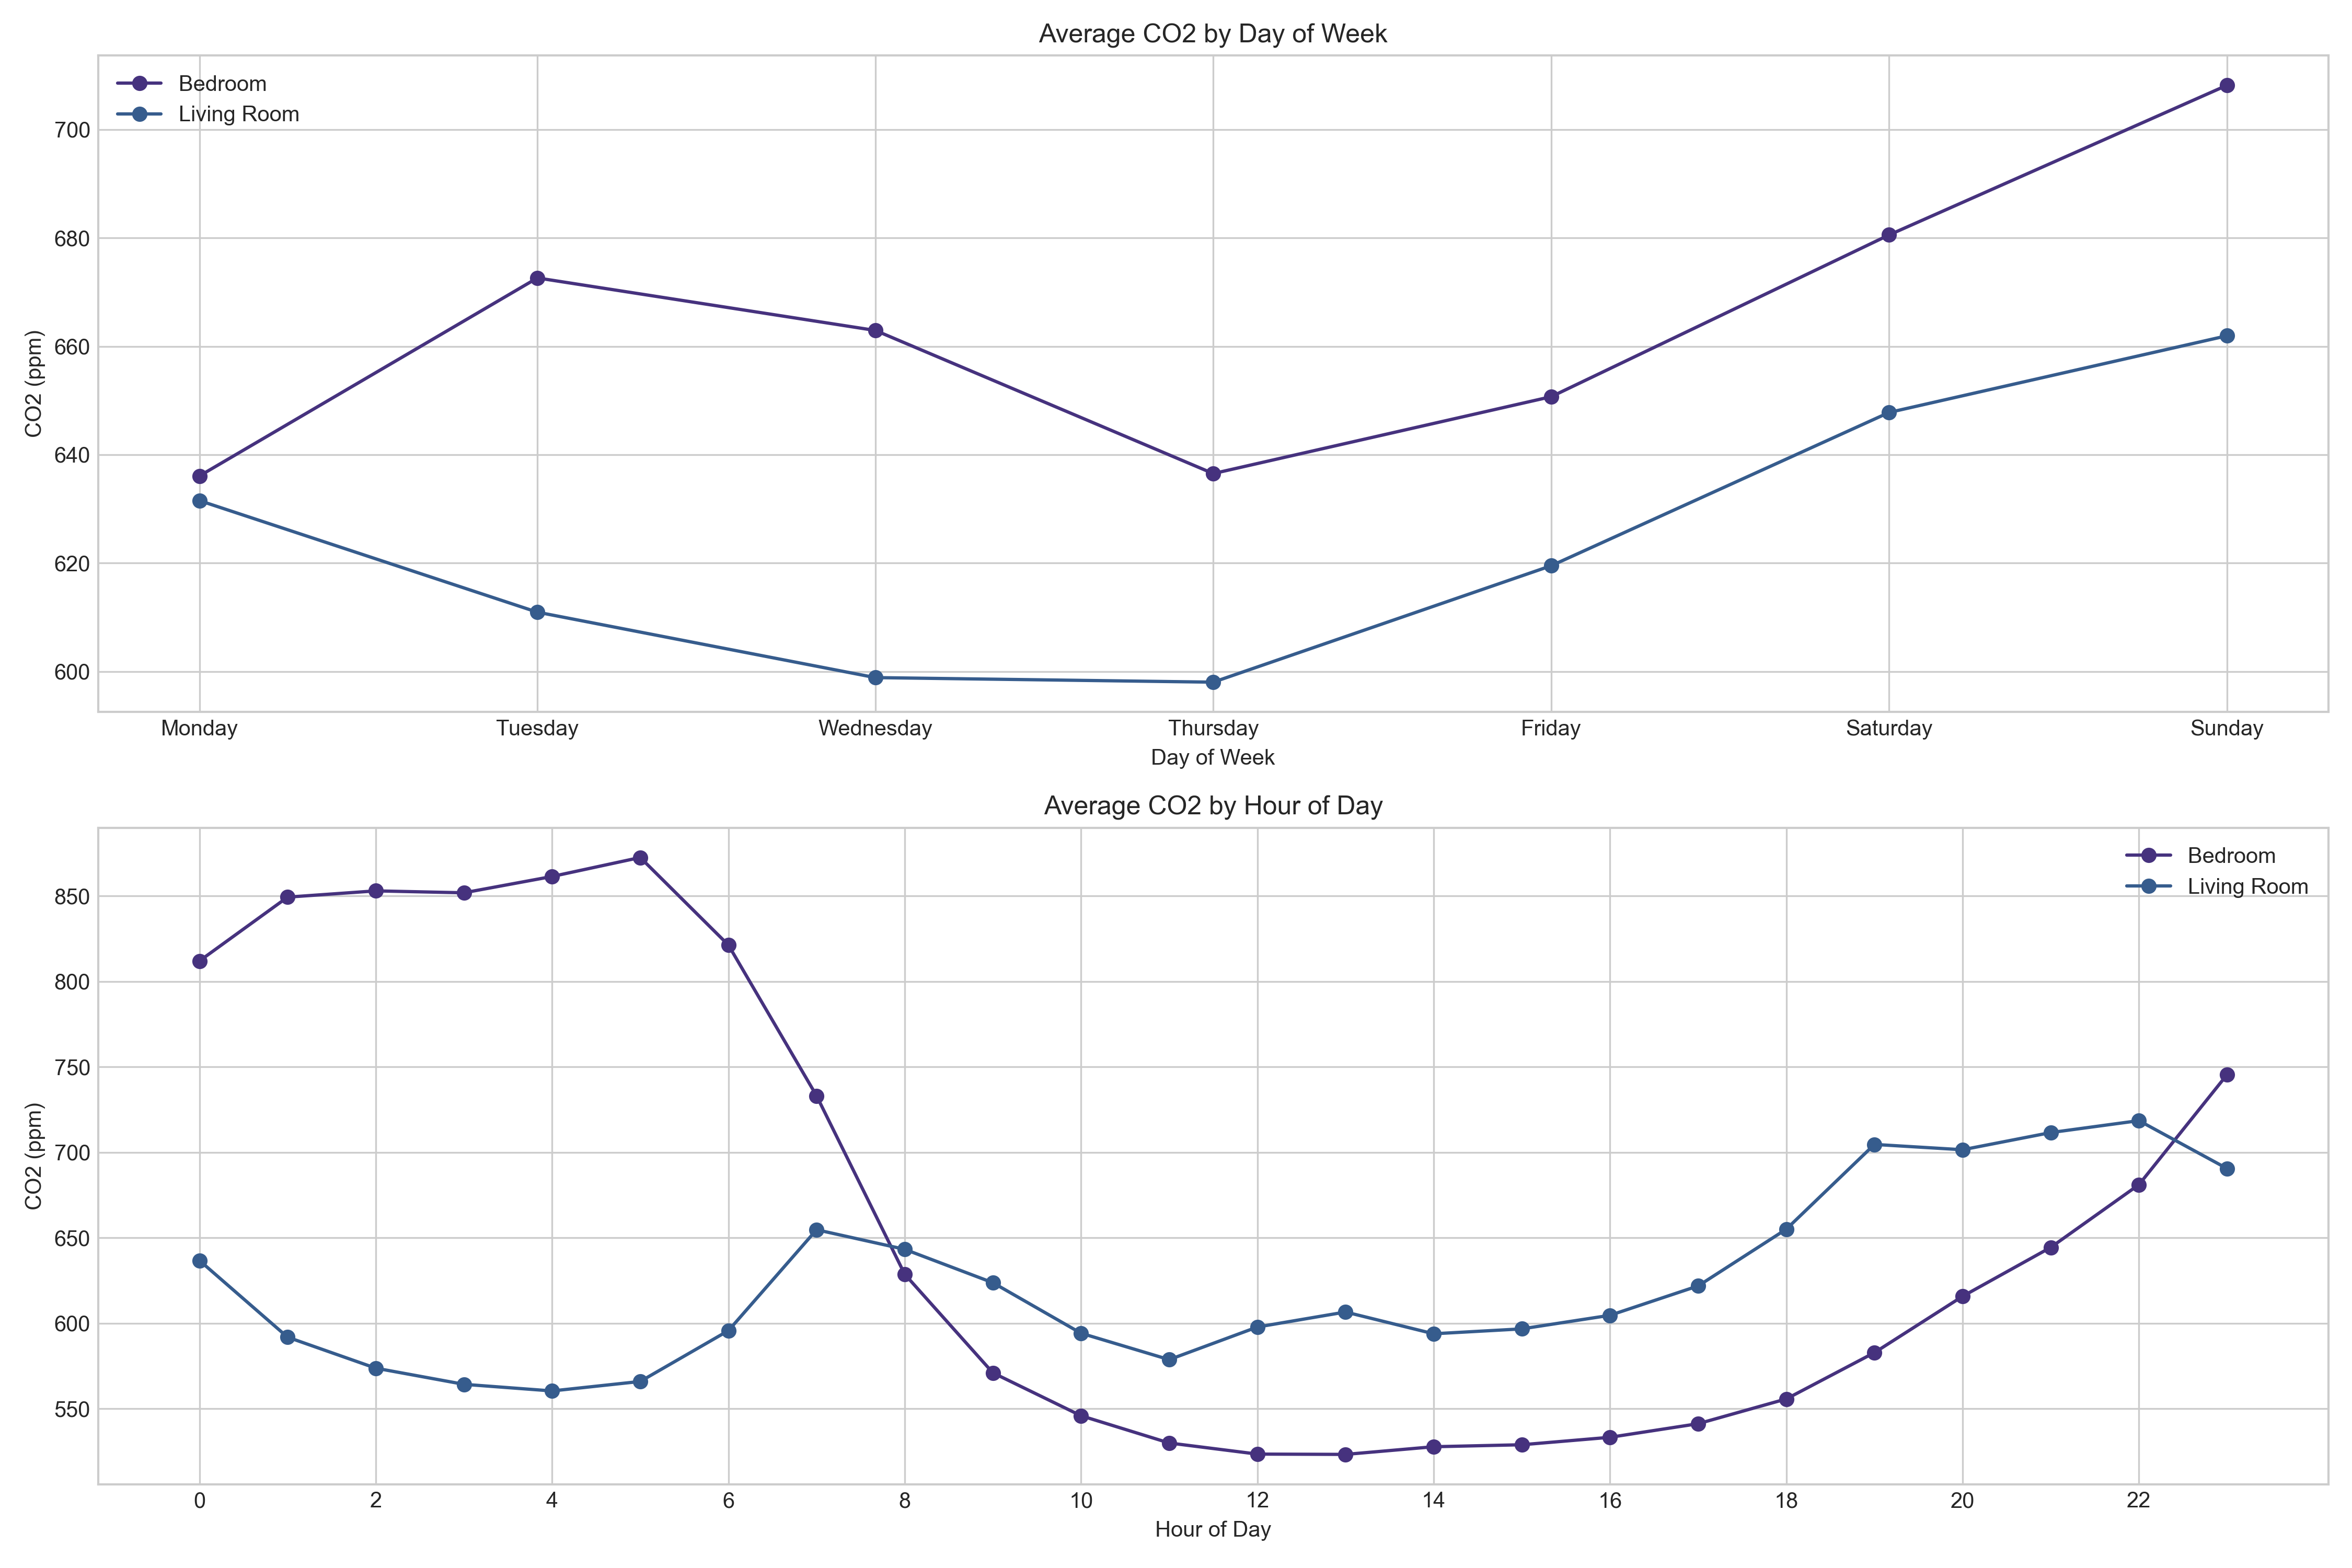 Average CO2 by Day of Week
Bedroom
Living Room
CO2 (ppm)
700
680
660
640
620
600
Monday Tuesday Wednesday Thursday Friday Saturday Sunday
Day of Week
Average CO2 by Hour of Day
Bedroom
Living Room
CO2 (ppm)
850
800
750
700
650
600
550
0 2 4 6 8 10 12 14 16 18 20 22
Hour of Day